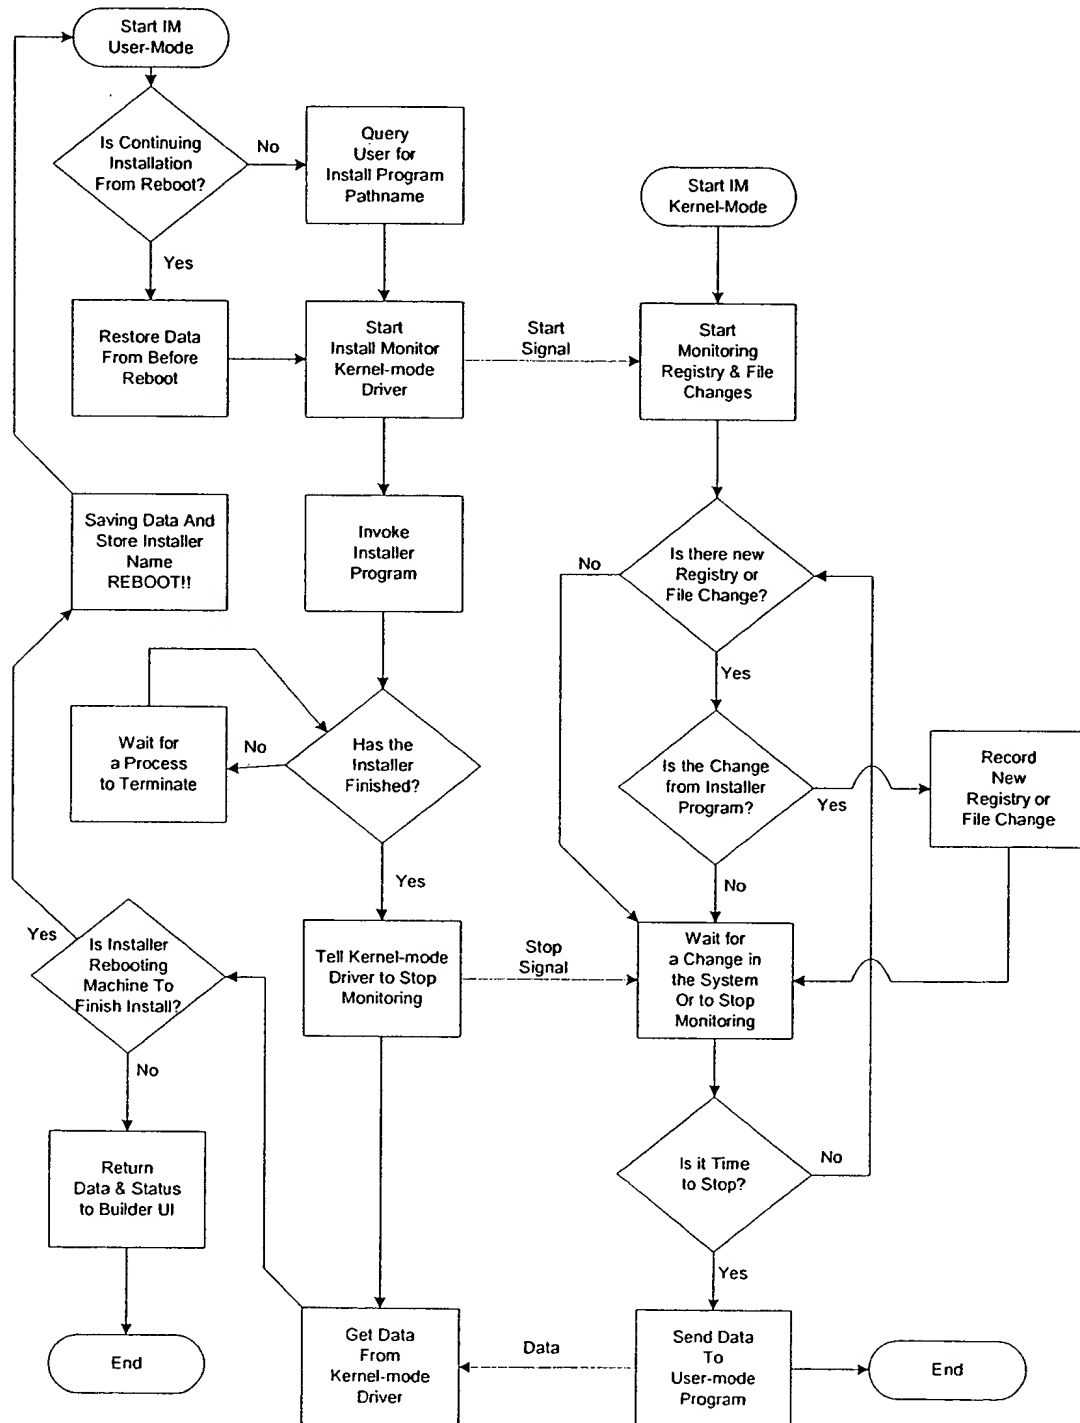 Start IM
User-Mode
Is Continuing
Installation
From Reboot?
No
Yes
Query
User for
Install Program
Pathname
Start IM
Kernel-Mode
Restore Data
From Before
Reboot
Start
Install Monitor
Kernel-mode
Driver
Start
Signal
Start
Monitoring
Registry & File
Changes
Saving Data And
Store Installer
Name
REBOOT!!
Invoke
Installer
Program
No
Is there new
Registry or
File Change?
Yes
Wait for
a Process
to Terminate
No
Has the
Installer
Finished?
Yes
Is the Change
from Installer
Program?
Yes
No
Record
New
Registry or
File Change
Yes
Is Installer
Rebooting
Machine To
Finish Install?
No
Tell Kernel-mode
Driver to Stop
Monitoring
Stop
Signal
Wait for
a Change in
the System
Or to Stop
Monitoring
Return
Data & Status
to Builder UI
Is it Time
to Stop?
No
Yes
End
Get Data
From
Kernel-mode
Driver
Data
Send Data
To
User-mode
Program
End